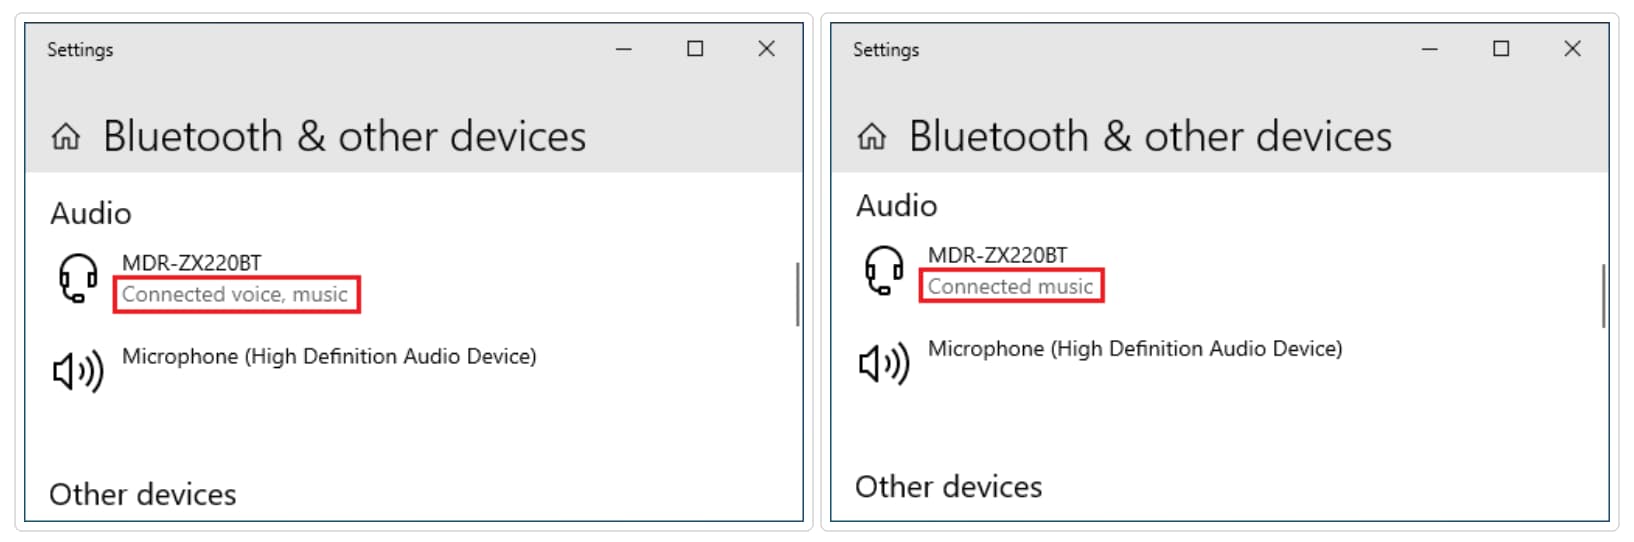 Settings
Bluetooth & other devices
Audio
MDR-ZX220BT
Connected voice, music
Microphone (High Definition Audio Device)
Other devices
Settings
Bluetooth & other devices
Audio
MDR-ZX220BT
Connected music
Microphone (High Definition Audio Device)
Other devices